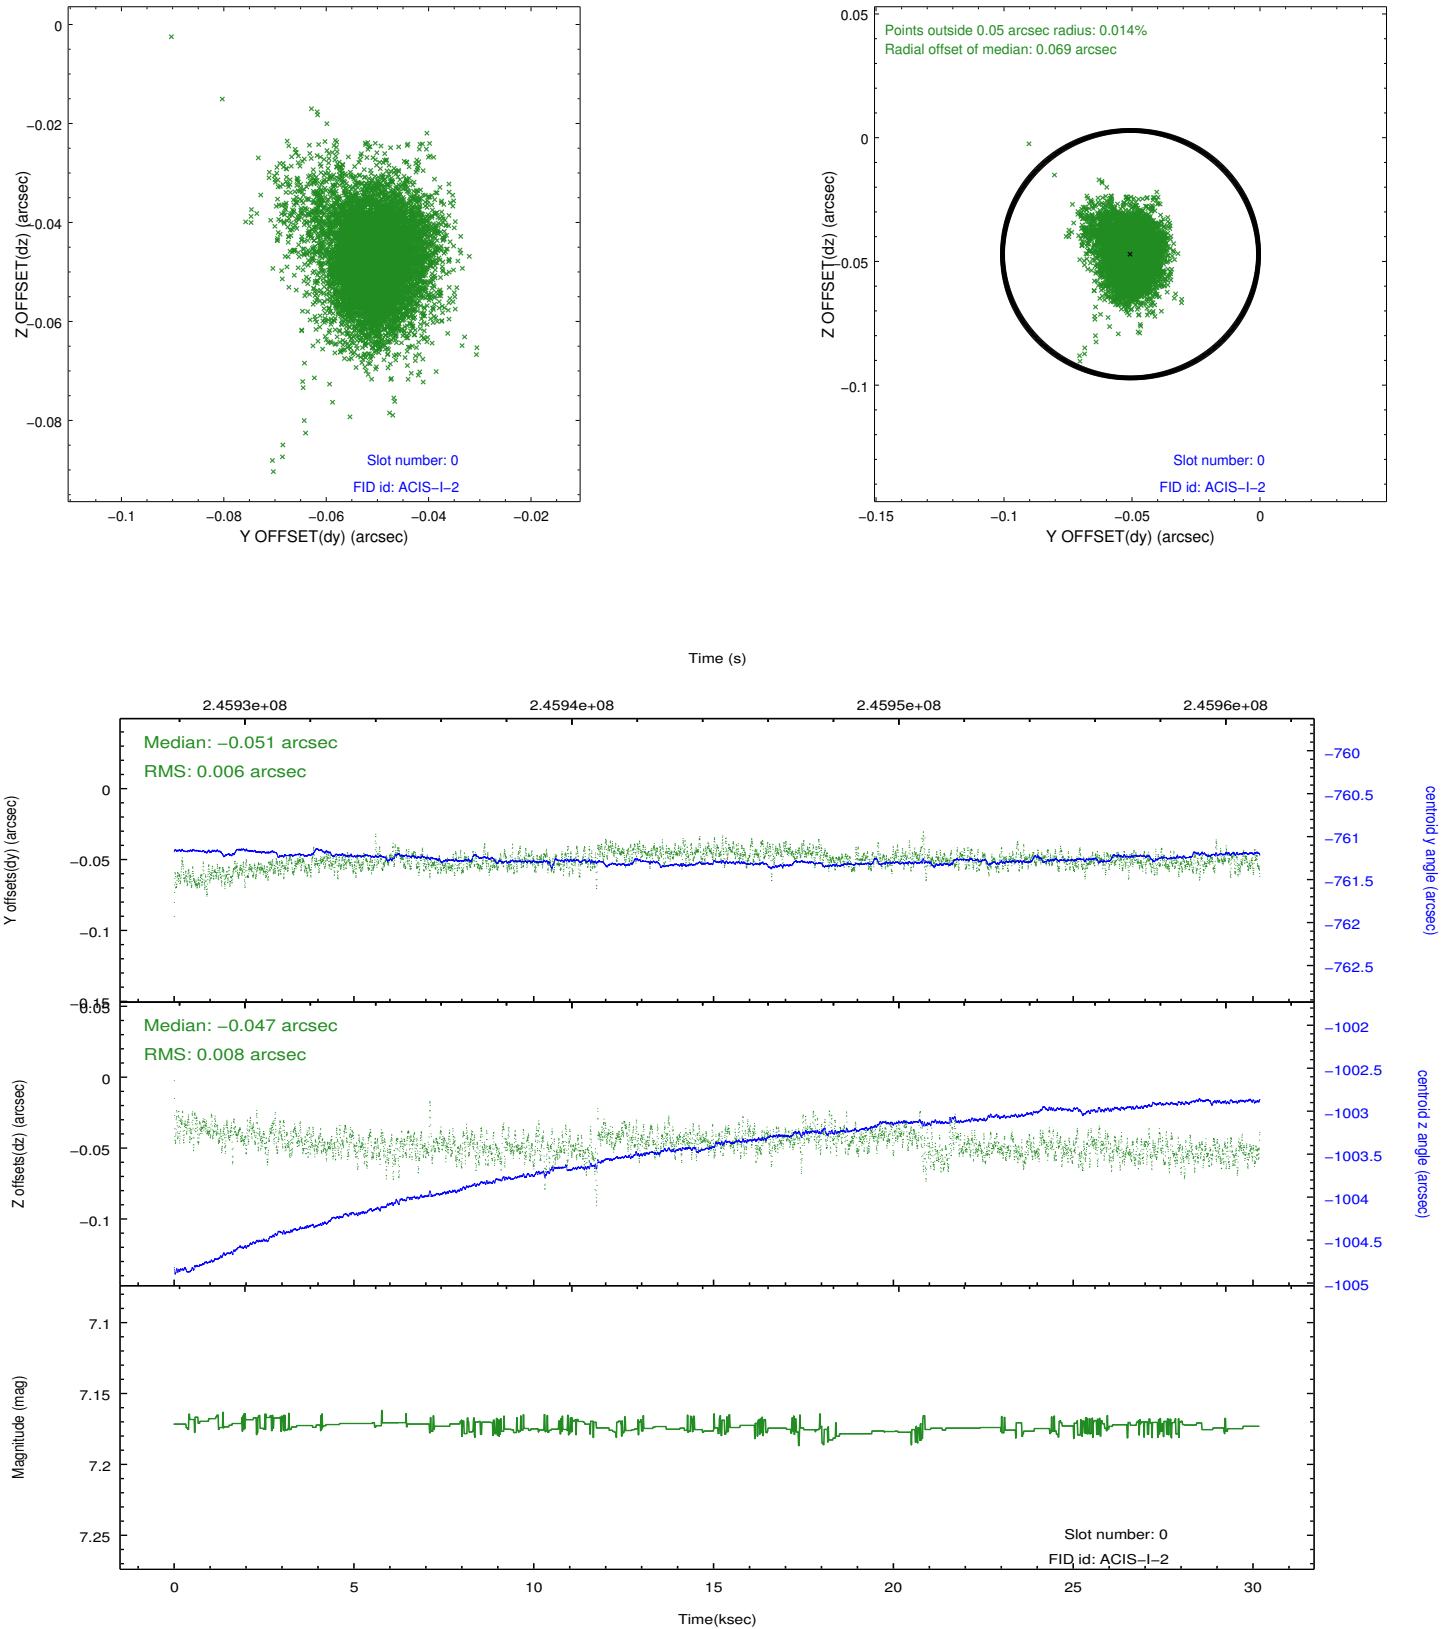 0
−0.02
−0.04
−0.06
−0.08
Z OFFSET(dz) (arcsec)
Slot number: 0
FID id: ACIS−I−2
−0.1
−0.08
−0.06
−0.04
−0.02
Y OFFSET(dy) (arcsec)
0.05
0
−0.05
−0.1
Z OFFSET(dz) (arcsec)
Points outside 0.05 arcsec radius: 0.014%
Radial offset of median: 0.069 arcsec
Slot number: 0
FID id: ACIS−I−2
−0.15
−0.1
−0.05
0
Y OFFSET(dy) (arcsec)
Time (s)
2.4593e+08
2.4594e+08
2.4595e+08
2.4596e+08
Median: −0.051 arcsec
RMS: 0.006 arcsec
0
−0.05
−0.1
−0.15
Y offsets(dy) (arcsec)
−760
−760.5
−761
−761.5
−762
−762.5
centroid y angle (arcsec)
0.05
Median: −0.047 arcsec
RMS: 0.008 arcsec
0
−0.05
−0.1
Z offsets(dz) (arcsec)
−1002
−1002.5
−1003
−1003.5
−1004
−1004.5
−1005
centroid z angle (arcsec)
7.1
7.15
7.2
7.25
Magnitude (mag)
Slot number: 0
FID id: ACIS−I−2
0
5
10
15
20
25
30
Time(ksec)